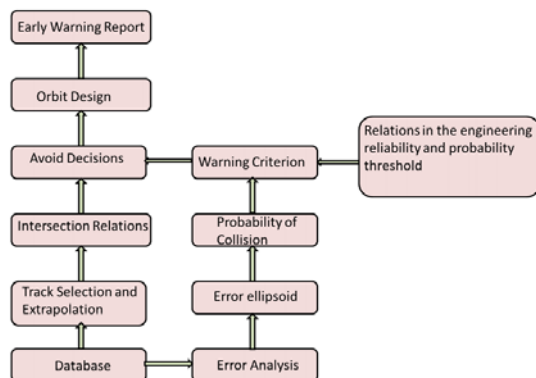 Early Warning Report
Orbit Design
Avoid Decisions
Warning Criterion
Relations in the engineering
reliability and probability
threshold
Intersection Relations
Probability of
Collision
Track Selection and
Extrapolation
Error ellipsoid
Database
Error Analysis